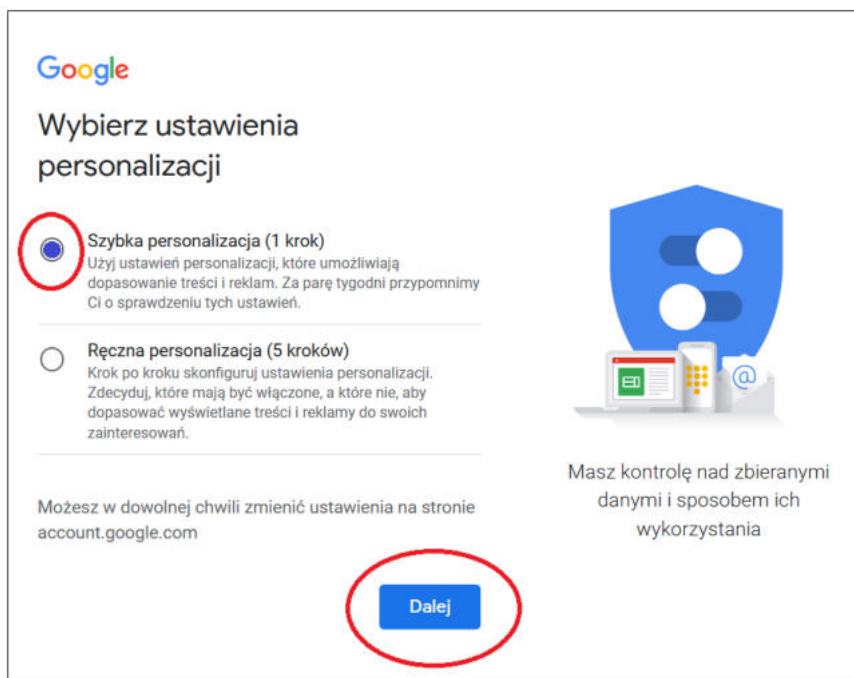 Google
Wybierz ustawienia
personalizacji
Szybka personalizacja (1 krok)
Użyj ustawień personalizacji, które umożliwiają
dopasowanie treści i reklam. Za parę tygodni przypomnimy
Ci o sprawdzeniu tych ustawień.
Ręczna personalizacja (5 kroków)
Krok po kroku skonfiguruj ustawienia personalizacji.
Zdecyduj, które mają być włączone, a które nie, aby
dopasować wyświetlane treści i reklamy do swoich
zainteresowań.
Możesz w dowolnej chwili zmienić ustawienia na stronie
account.google.com
Dalej
@
Masz kontrolę nad zbieranymi
danymi i sposobem ich
wykorzystania